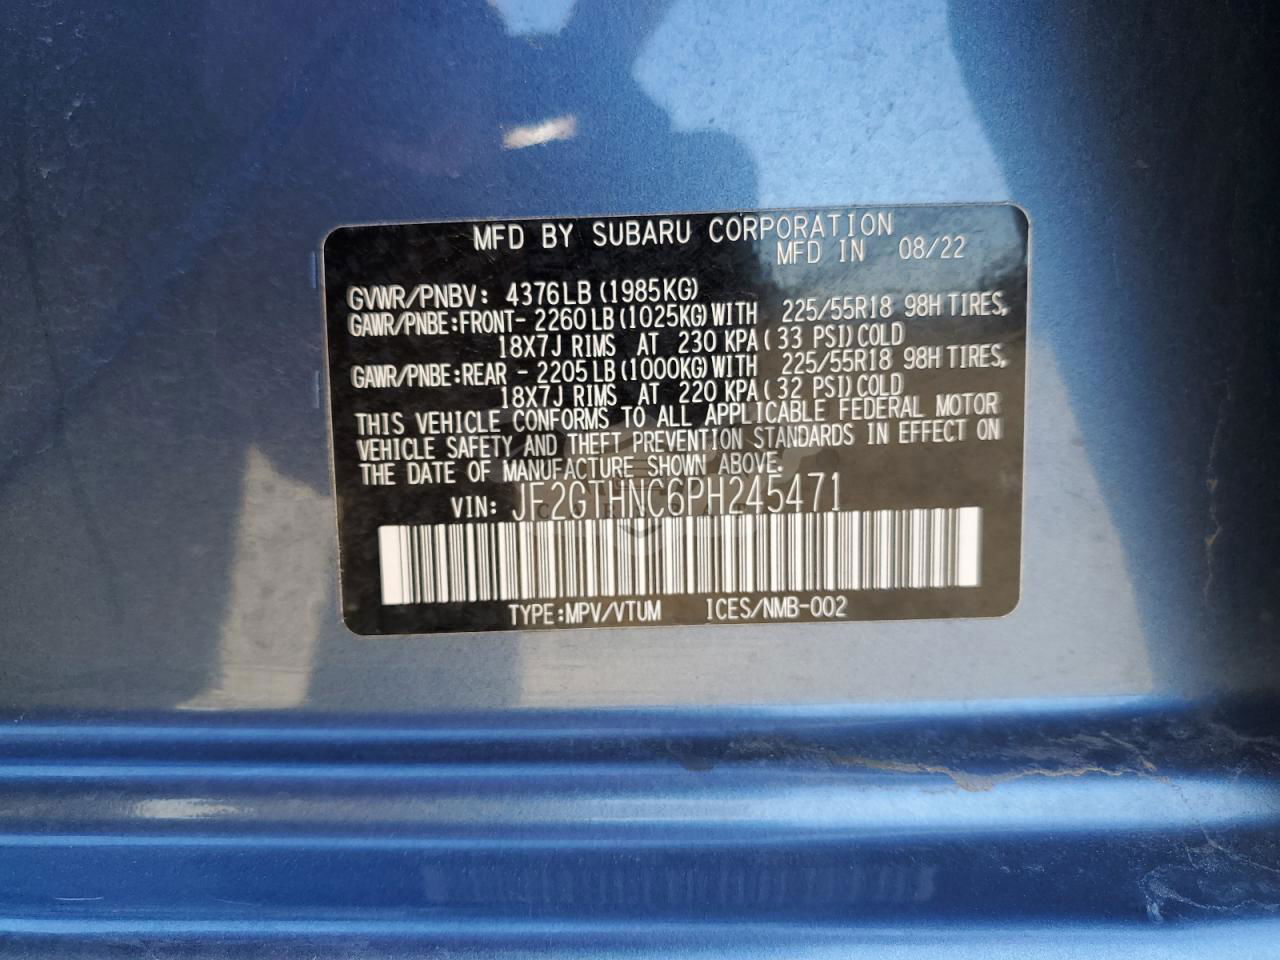 MFD BY SUBARU CORPORATION
MFD IN 08/22
GVWR/PNBV: 4376LB (1985KG)
GAWR/PNBE:FRONT- 2260LB (1025KG)WITH 225/55R18 98H TIRES,
18X7J RIMS AT 230 KPA( 33 PSI)COLD
GAWR/PNBE:REAR - 2205LB (1000KG)WITH 225/55R18 98H TIRES,
18X7J RIMS AT 220 KPA(32 PSI)COLD
THIS VEHICLE CONFORMS TO ALL APPLICABLE FEDERAL MOTOR
VEHICLE SAFETY AND THEFT PREVENTION STANDARDS IN EFFECT ON
THE DATE OF MANUFACTURE SHOWN ABOVE.
VIN: JF2GTHNC6PH245471
TYPE:MPV/VTUM ICES/NMB-002